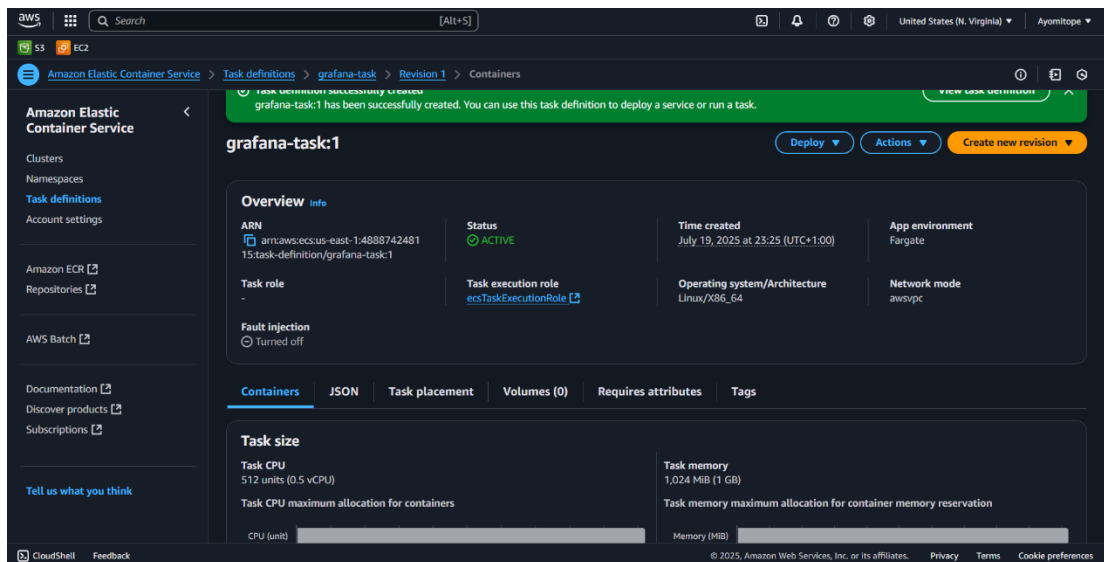 aws
Search [Alt+S]
United States (N. Virginia) ▼ Ayomitope ▼
S3 EC2
Amazon Elastic Container Service > Task definitions > grafana-task > Revision 1 > Containers
Amazon Elastic Container Service
Clusters
Namespaces
Task definitions
Account settings
Amazon ECR
Repositories
AWS Batch
Documentation
Discover products
Subscriptions
Tell us what you think
Task definition successfully created
grafana-task:1 has been successfully created. You can use this task definition to deploy a service or run a task.
View task definition
grafana-task:1
Deploy ▼ Actions ▼ Create new revision ▼
Overview Info
ARN
arn:aws:ecs:us-east-1:4888742481
15:task-definition/grafana-task:1
Status
ACTIVE
Time created
July 19, 2025 at 23:25 (UTC+1:00)
App environment
Fargate
Task role
-
Task execution role
ecsTaskExecutionRole
Operating system/Architecture
Linux/X86_64
Network mode
awsvpc
Fault injection
Turned off
Containers JSON Task placement Volumes (0) Requires attributes Tags
Task size
Task CPU
512 units (0.5 vCPU)
Task memory
1,024 MiB (1 GB)
Task CPU maximum allocation for containers
Task memory maximum allocation for container memory reservation
CPU (unit)
Memory (MiB)
CloudShell Feedback
© 2025, Amazon Web Services, Inc. or its affiliates. Privacy Terms Cookie preferences